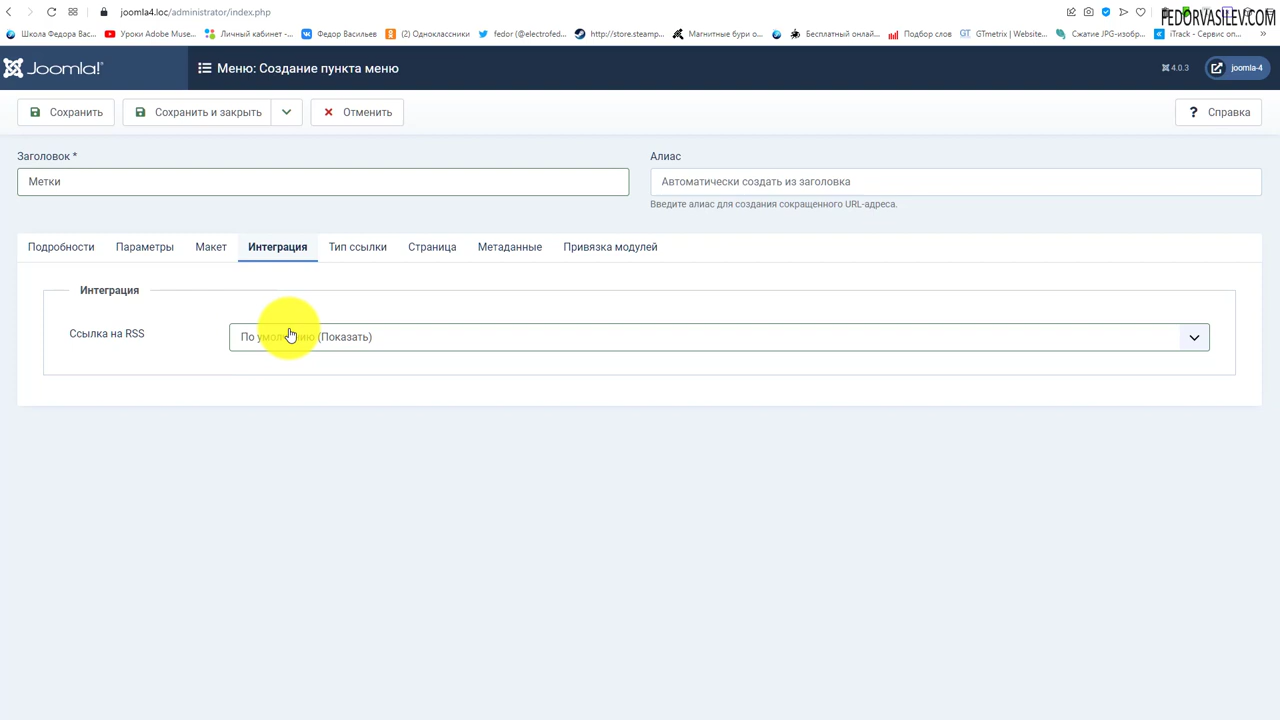 joomla4.loc/administrator/index.php
FEDORVASILEV.COM
Школа Федора Вас... Уроки Adobe Muse... Личный кабинет -... Федор Васильев (2) Одноклассники fedor (@electrofed... http://store.steamp... Магнитные бури о... Бесплатный онлай... Подбор слов GTmetrix | Website... Сжатие JPG-изобр... iTrack - Сервис оп... »
Joomla! Меню: Создание пункта меню 4.0.3 joomla-4
Сохранить Сохранить и закрыть Отменить ? Справка
Заголовок * Алиас
Метки Автоматически создать из заголовка
Введите алиас для создания сокращенного URL-адреса.
Подробности Параметры Макет Интеграция Тип ссылки Страница Метаданные Привязка модулей
Интеграция
Ссылка на RSS По умолчанию (Показать)